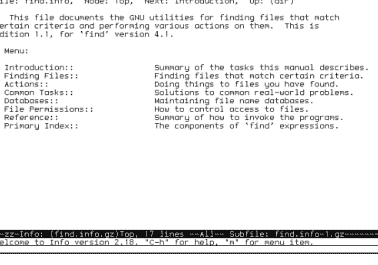 ile: find.info, Node: Top, Next: Introduction, Up: (dir)
This file documents the GNU utilities for finding files that match
ertain criteria and performing various actions on them. This is
dition 1.1, for 'find' version 4.1.
Menu:
Introduction:: Summary of the tasks this manual describes.
Finding Files:: Finding files that match certain criteria.
Actions:: Doing things to files you have found.
Common Tasks:: Solutions to common real-world problems.
Databases:: Maintaining file name databases.
File Permissions:: How to control access to files.
Reference:: Summary of how to invoke the programs.
Primary Index:: The components of 'find' expressions.
-zz-Info: (find.info.gz)Top, 17 lines --All-- Subfile: find.info-1.gz----------
elcome to Info version 2.18. "C-h" for help, "m" for menu item.